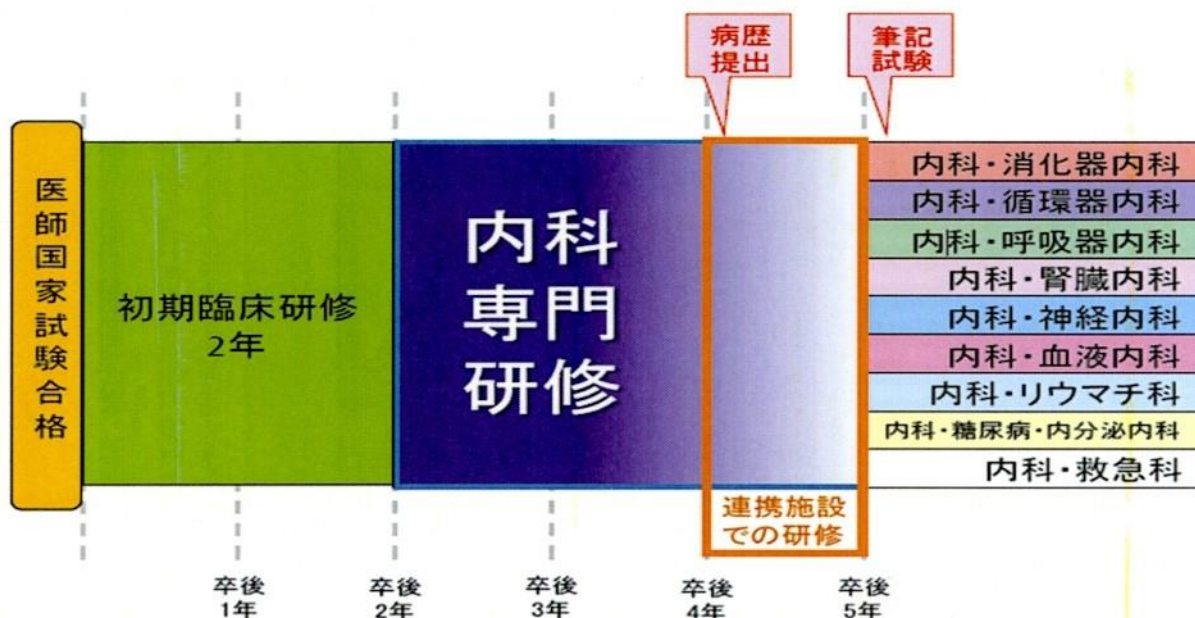 病歴
提出
筆記
試験
医師国家試験合格
初期臨床研修
2年
内科
専門
研修
連携施設
での研修
内科・消化器内科
内科・循環器内科
内科・呼吸器内科
内科・腎臓内科
内科・神経内科
内科・血液内科
内科・リウマチ科
内科・糖尿病・内分泌内科
内科・救急科
卒後
1年
卒後
2年
卒後
3年
卒後
4年
卒後
5年